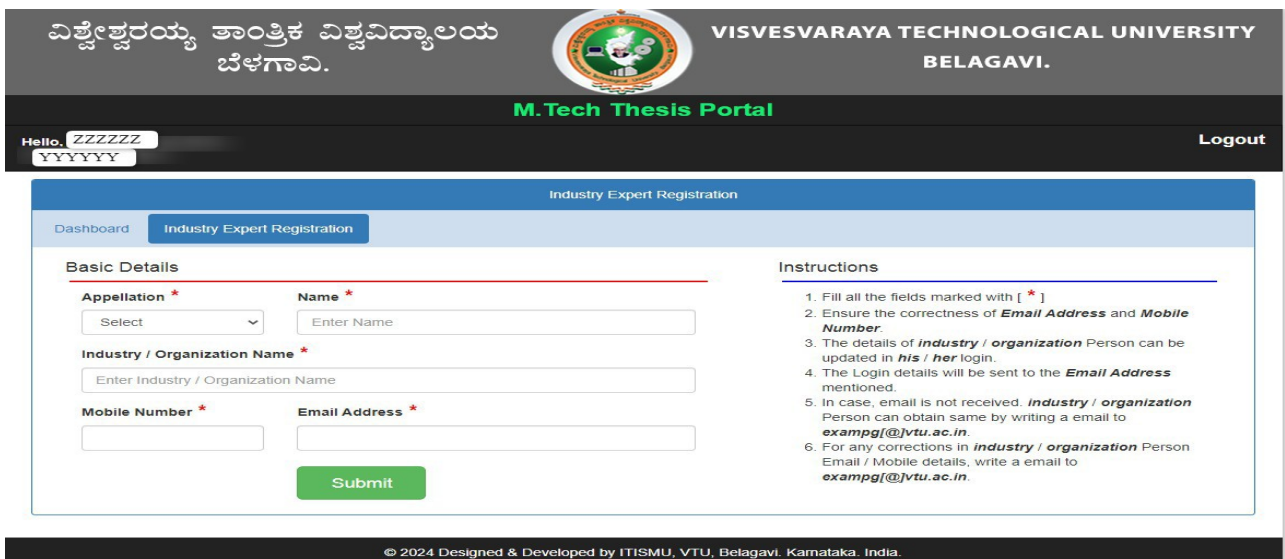 ವಿಶ್ವೇಶ್ವರಯ್ಯ ತಾಂತ್ರಿಕ ವಿಶ್ವವಿದ್ಯಾಲಯ
ಬೆಳಗಾವಿ.
VISVESVARAYA TECHNOLOGICAL UNIVERSITY
BELAGAVI.
M.Tech Thesis Portal
Hello, ZZZZZZ
YYYYYY
Logout
Industry Expert Registration
Dashboard Industry Expert Registration
Basic Details
Appellation * Name *
Select Enter Name
Industry / Organization Name *
Enter Industry / Organization Name
Mobile Number * Email Address *
Submit
Instructions
1. Fill all the fields marked with [ * ]
2. Ensure the correctness of Email Address and Mobile
Number.
3. The details of industry / organization Person can be
updated in his / her login.
4. The Login details will be sent to the Email Address
mentioned.
5. In case, email is not received. industry / organization
Person can obtain same by writing a email to
exampg[@]vtu.ac.in.
6. For any corrections in industry / organization Person
Email / Mobile details, write a email to
exampg[@]vtu.ac.in.
© 2024 Designed & Developed by ITISMU, VTU, Belagavi. Karnataka. India.